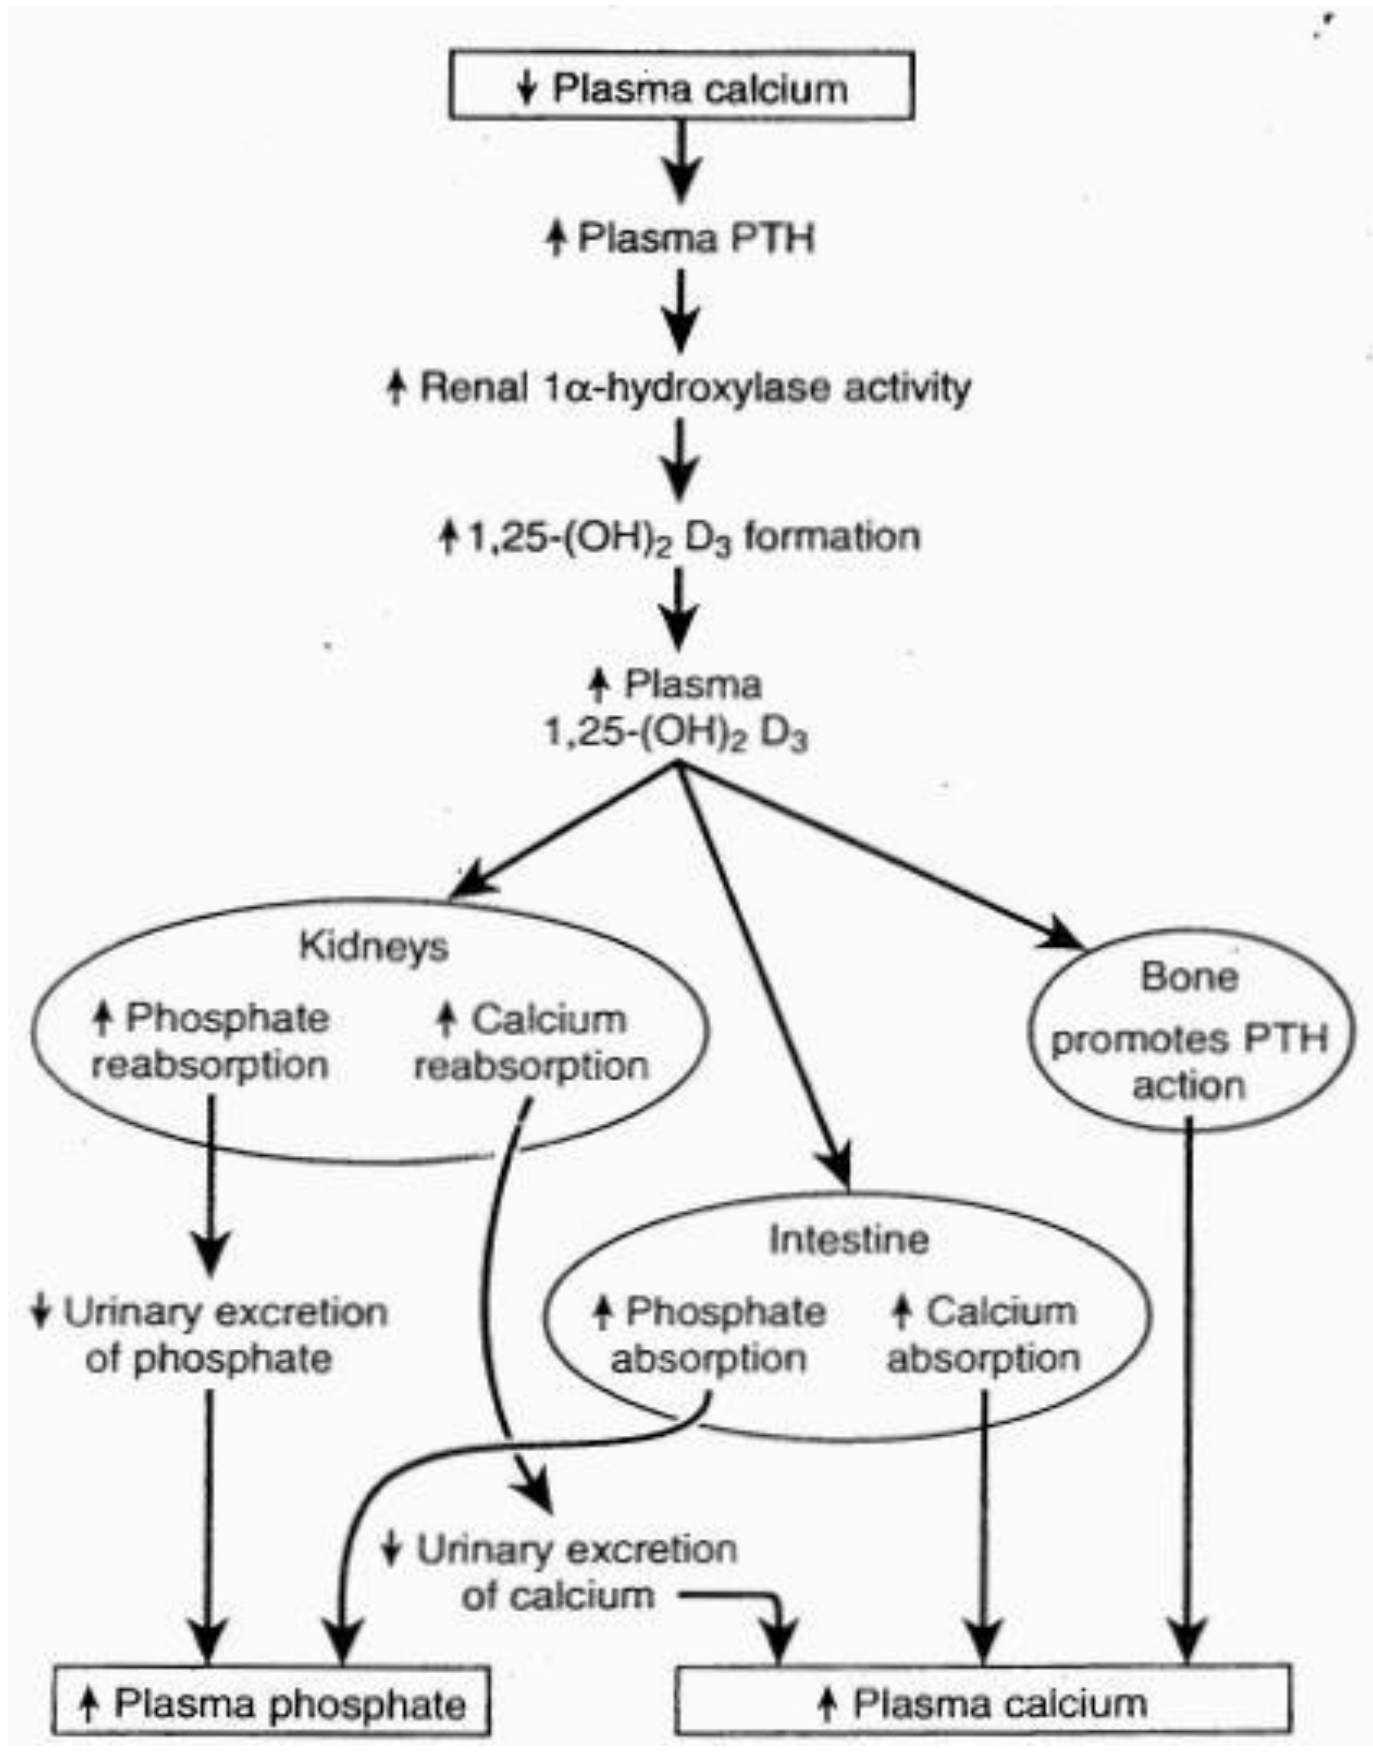 ↓ Plasma calcium
↑ Plasma PTH
↑ Renal 1α-hydroxylase activity
↑ 1,25-(OH)₂ D₃ formation
↑ Plasma
1,25-(OH)₂ D₃
Kidneys
↑ Phosphate
reabsorption
↑ Calcium
reabsorption
Bone
promotes PTH
action
Intestine
↑ Phosphate
absorption
↑ Calcium
absorption
↓ Urinary excretion
of phosphate
↓ Urinary excretion
of calcium
↑ Plasma phosphate
↑ Plasma calcium